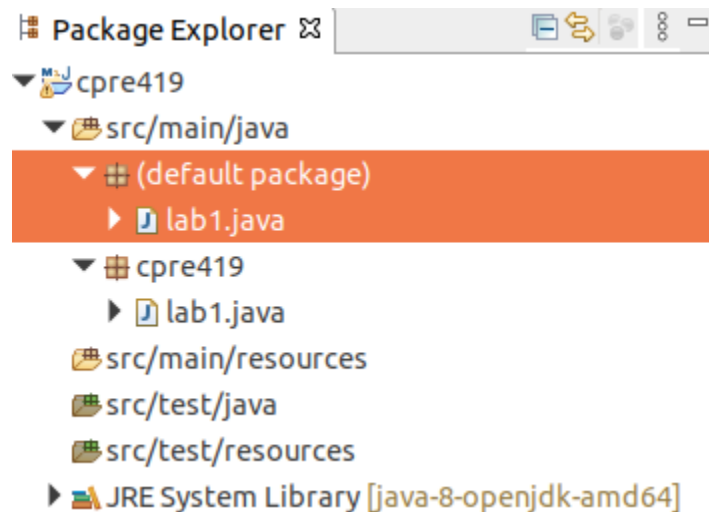 Package Explorer
cpre419
src/main/java
(default package)
lab1.java
cpre419
lab1.java
src/main/resources
src/test/java
src/test/resources
JRE System Library [java-8-openjdk-amd64]